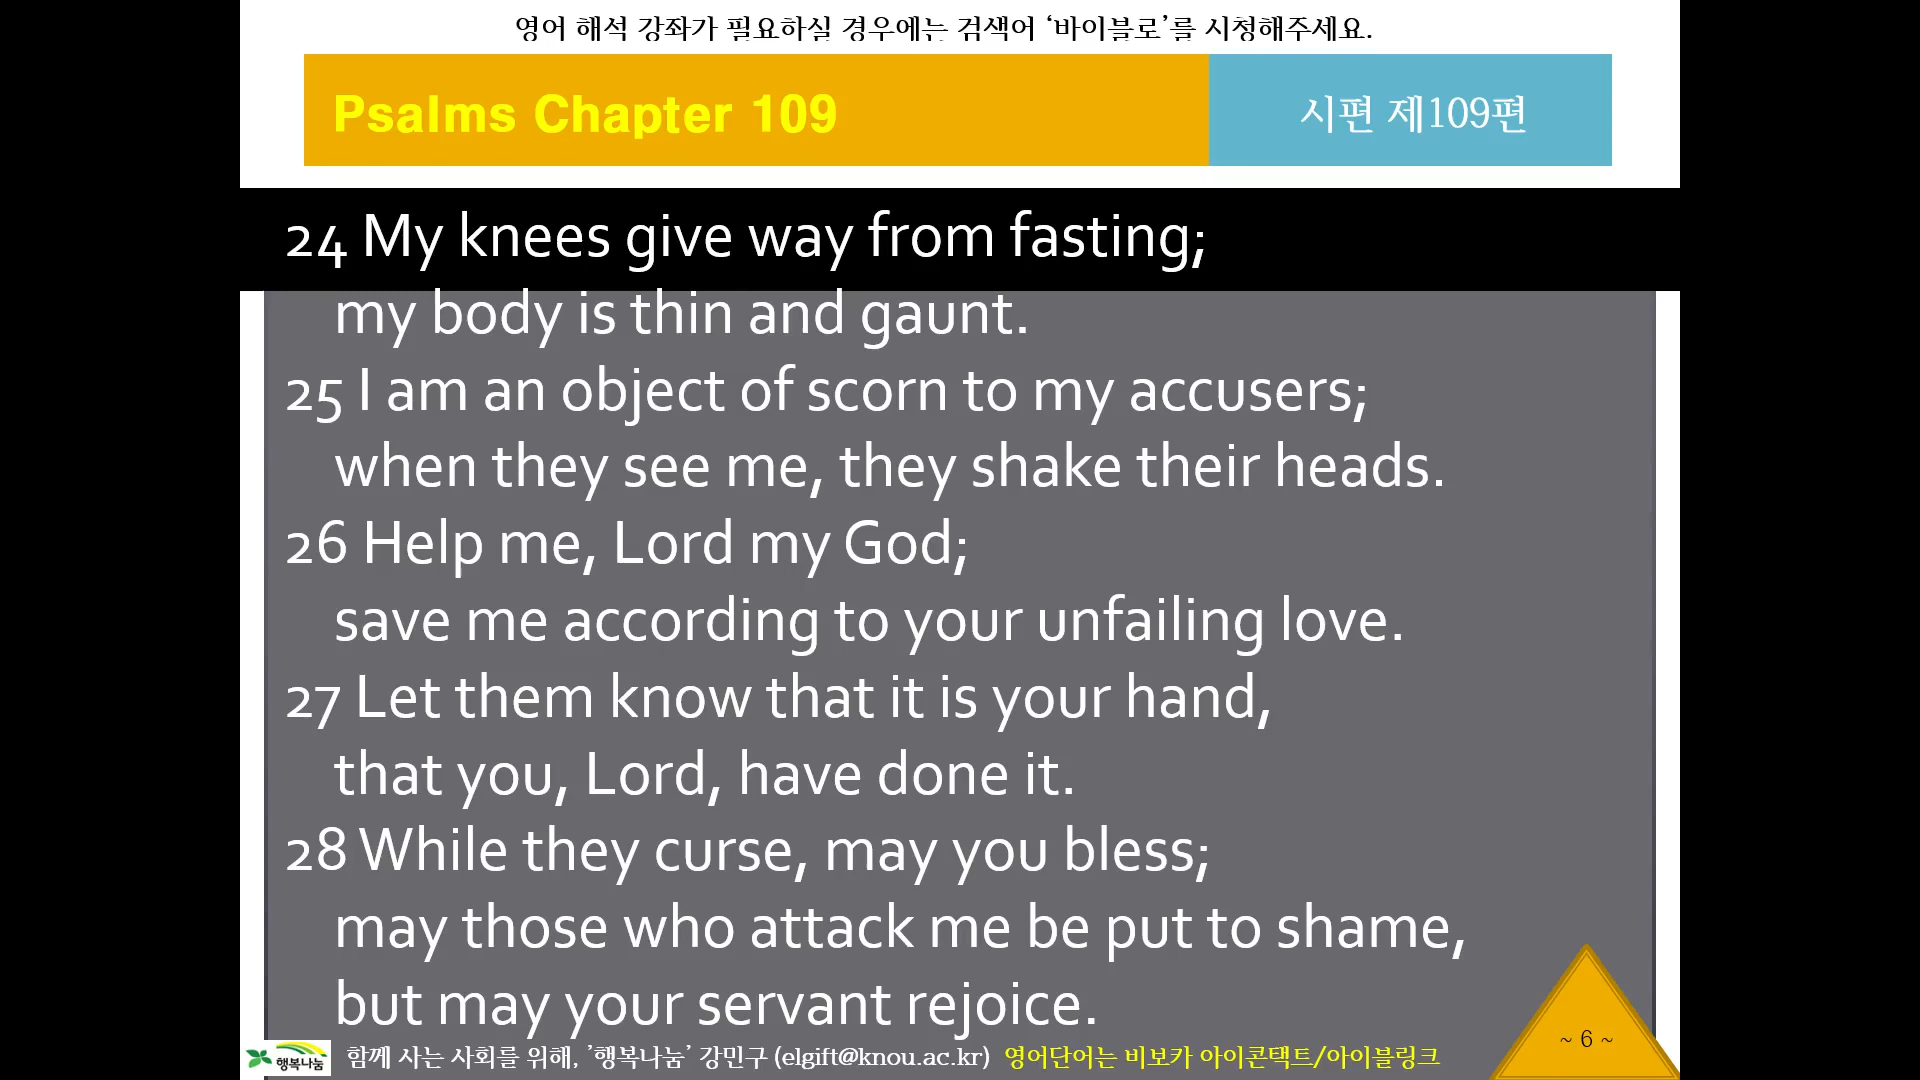 영어 해석 강좌가 필요하실 경우에는 검색어 ‘바이블로’를 시청해주세요.
Psalms Chapter 109
시편 제109편
24 My knees give way from fasting;
my body is thin and gaunt.
25 I am an object of scorn to my accusers;
when they see me, they shake their heads.
26 Help me, Lord my God;
save me according to your unfailing love.
27 Let them know that it is your hand,
that you, Lord, have done it.
28 While they curse, may you bless;
may those who attack me be put to shame,
but may your servant rejoice.
~ 6 ~
행복나눔
함께 사는 사회를 위해, ’행복나눔’ 강민구 (elgift@knou.ac.kr) 영어단어는 비보카 아이콘택트/아이블링크